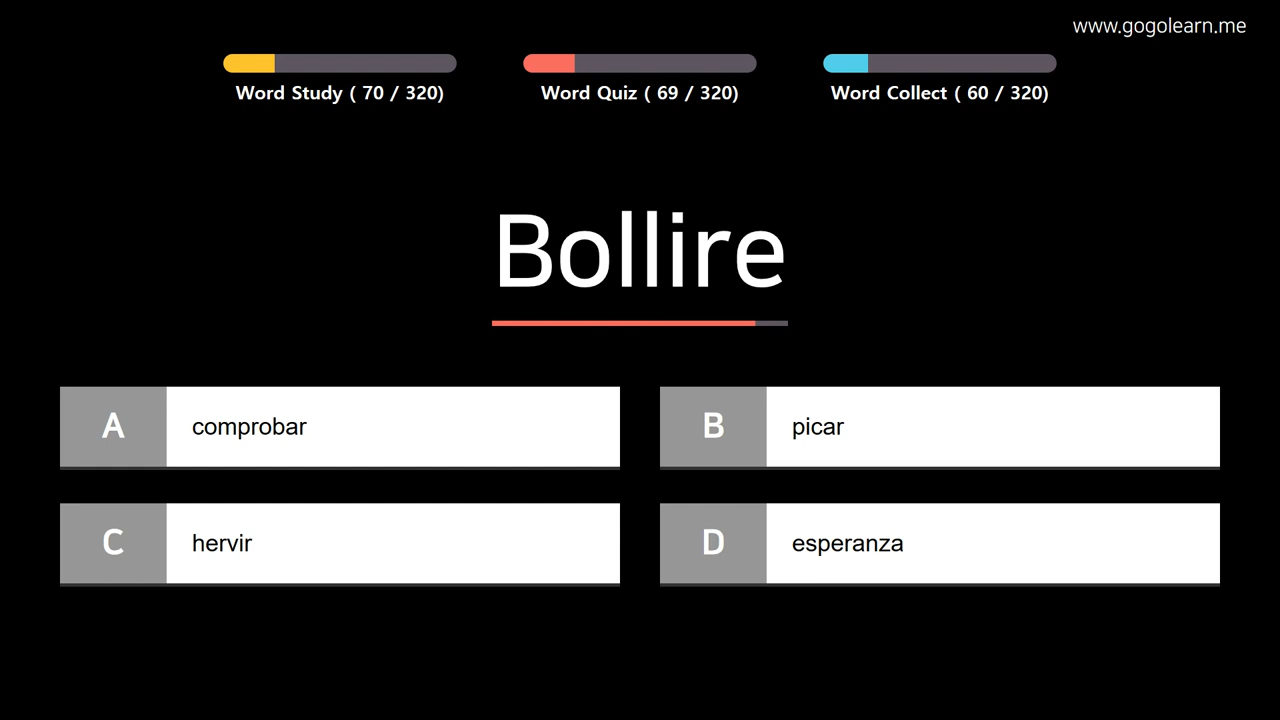 www.gogolearn.me
Word Study ( 70 / 320)
Word Quiz ( 69 / 320)
Word Collect ( 60 / 320)
Bollire
A comprobar
B picar
C hervir
D esperanza